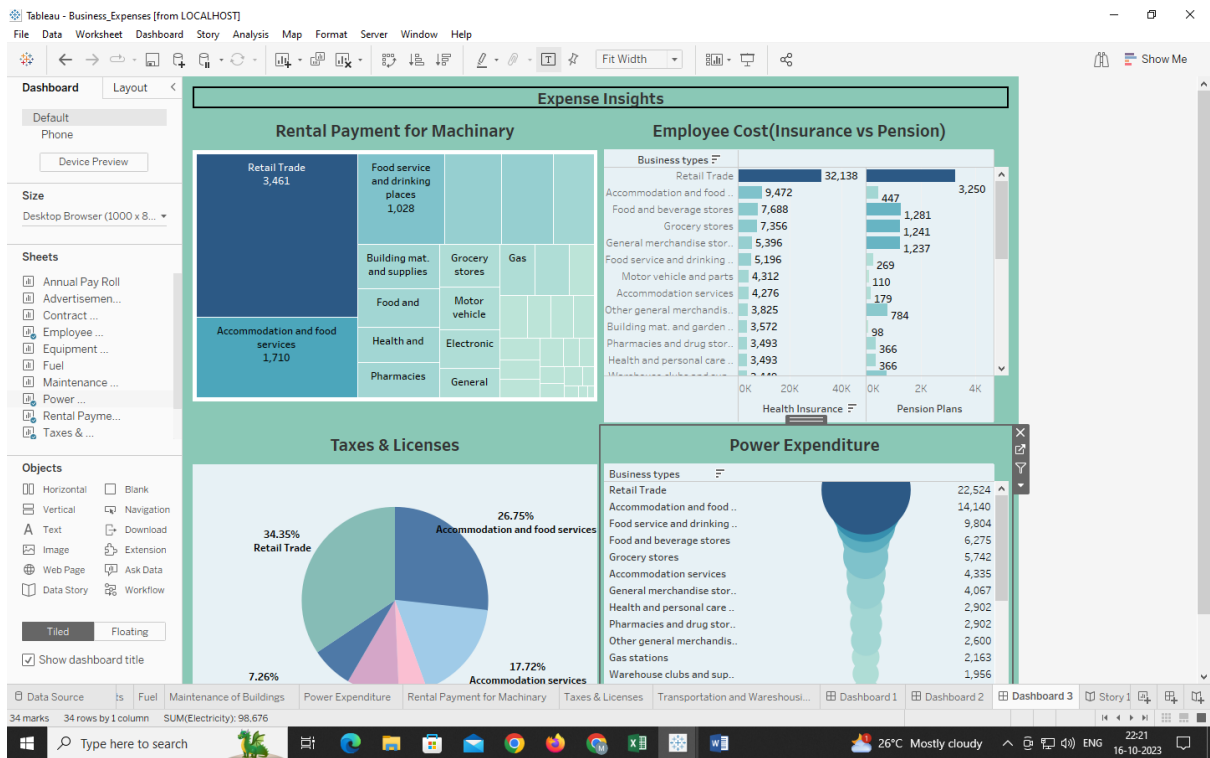 Tableau - Business_Expenses [from LOCALHOST]
File Data Worksheet Dashboard Story Analysis Map Format Server Window Help
Fit Width
Show Me
Dashboard Layout
Default
Phone
Device Preview
Size
Desktop Browser (1000 x 8...
Sheets
Annual Pay Roll
Advertisemen...
Contract ...
Employee ...
Equipment ...
Fuel
Maintenance ...
Power ...
Rental Payme...
Taxes & ...
Objects
Horizontal Blank
Vertical Navigation
Text Download
Image Extension
Web Page Ask Data
Data Story Workflow
Tiled Floating
Show dashboard title
Expense Insights
Rental Payment for Machinary
Retail Trade
3,461
Food service
and drinking
places
1,028
Building mat.
and supplies
Grocery
stores
Gas
Food and
Motor
vehicle
Accommodation and food
services
1,710
Health and
Electronic
Pharmacies
General
Employee Cost(Insurance vs Pension)
Business types
Retail Trade 32,138 3,250
Accommodation and food .. 9,472 447
Food and beverage stores 7,688 1,281
Grocery stores 7,356 1,241
General merchandise stor.. 5,396 1,237
Food service and drinking .. 5,196 269
Motor vehicle and parts 4,312 110
Accommodation services 4,276 179
Other general merchandis.. 3,825 784
Building mat. and garden .. 3,572 98
Pharmacies and drug stor.. 3,493 366
Health and personal care .. 3,493 366
0K 20K 40K 0K 2K 4K
Health Insurance Pension Plans
Taxes & Licenses
26.75%
Accommodation and food services
34.35%
Retail Trade
17.72%
Accommodation services
7.26%
Power Expenditure
Business types
Retail Trade 22,524
Accommodation and food .. 14,140
Food service and drinking .. 9,804
Food and beverage stores 6,275
Grocery stores 5,742
Accommodation services 4,335
General merchandise stor.. 4,067
Health and personal care .. 2,902
Pharmacies and drug stor.. 2,902
Other general merchandis.. 2,600
Gas stations 2,163
Warehouse clubs and sup.. 1,956
Data Source ts Fuel Maintenance of Buildings Power Expenditure Rental Payment for Machinary Taxes & Licenses Transportation and Wareshousi... Dashboard 1 Dashboard 2 Dashboard 3 Story 1
34 marks 34 rows by 1 column SUM(Electricity): 98,676
Type here to search
26°C Mostly cloudy ENG 22:21
16-10-2023